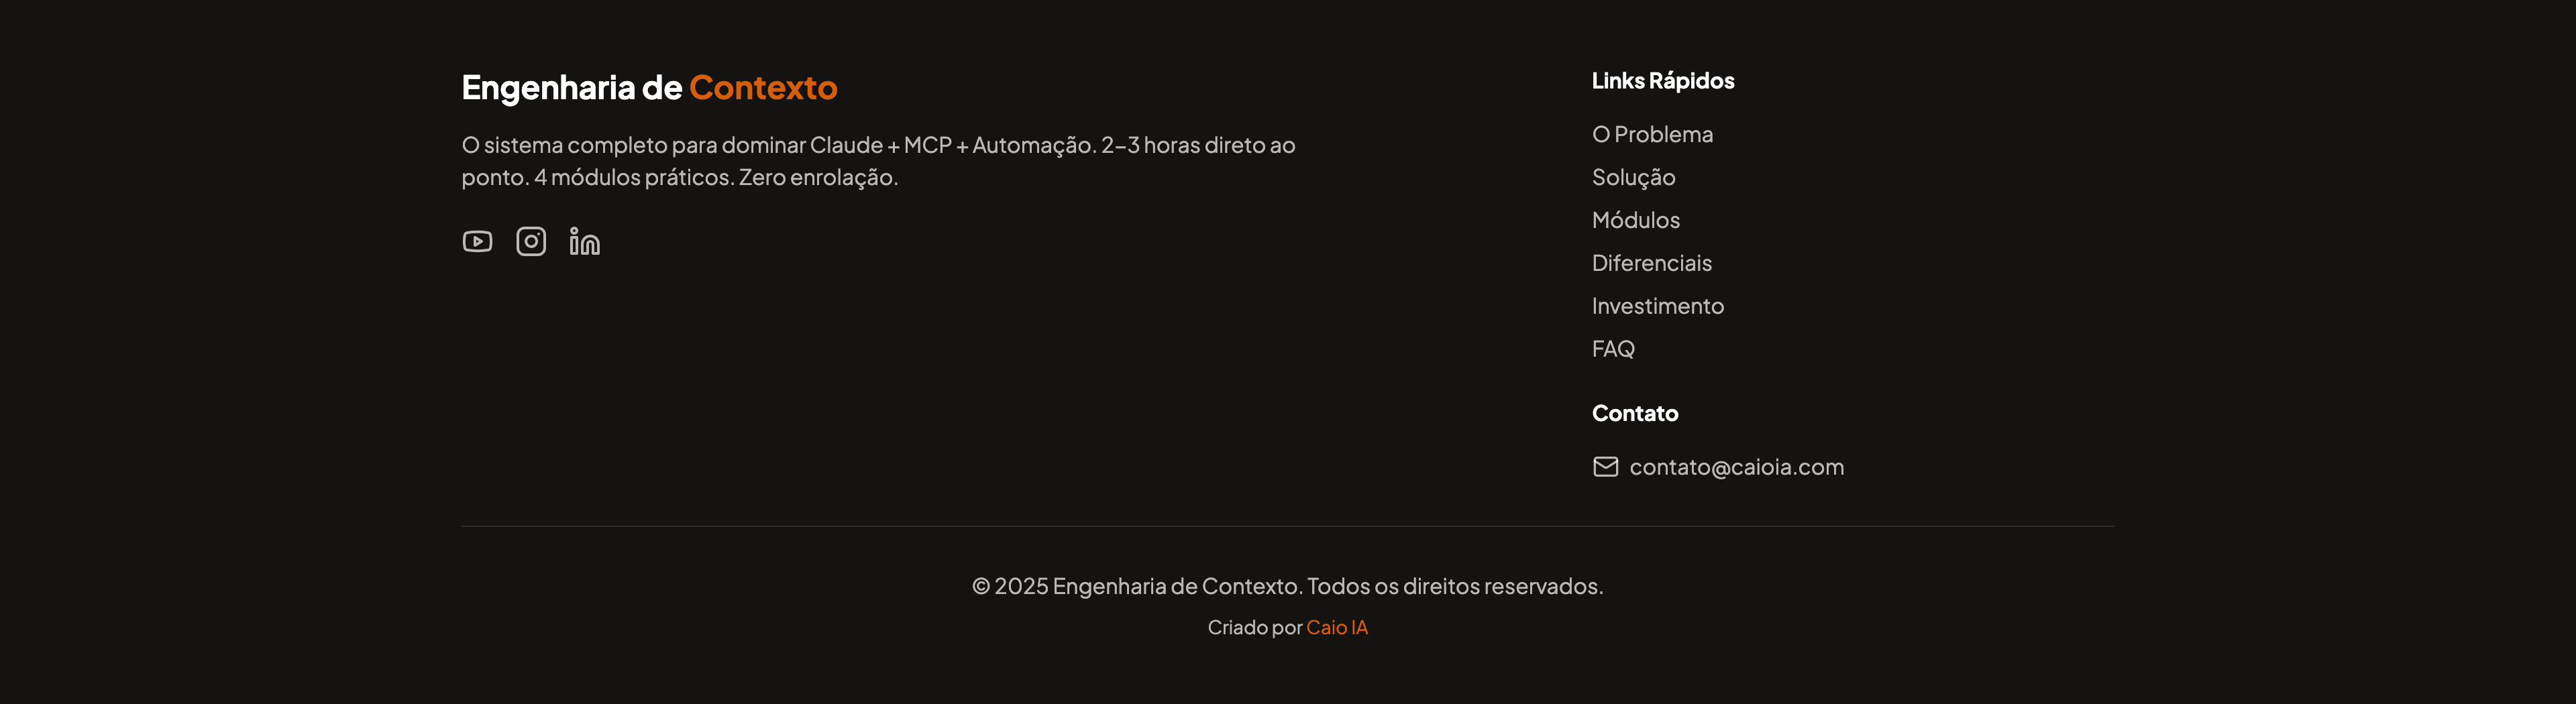 Engenharia de Contexto
O sistema completo para dominar Claude + MCP + Automação. 2–3 horas direto ao
ponto. 4 módulos práticos. Zero enrolação.
Links Rápidos
O Problema
Solução
Módulos
Diferenciais
Investimento
FAQ
Contato
contato@caioia.com
© 2025 Engenharia de Contexto. Todos os direitos reservados.
Criado por Caio IA